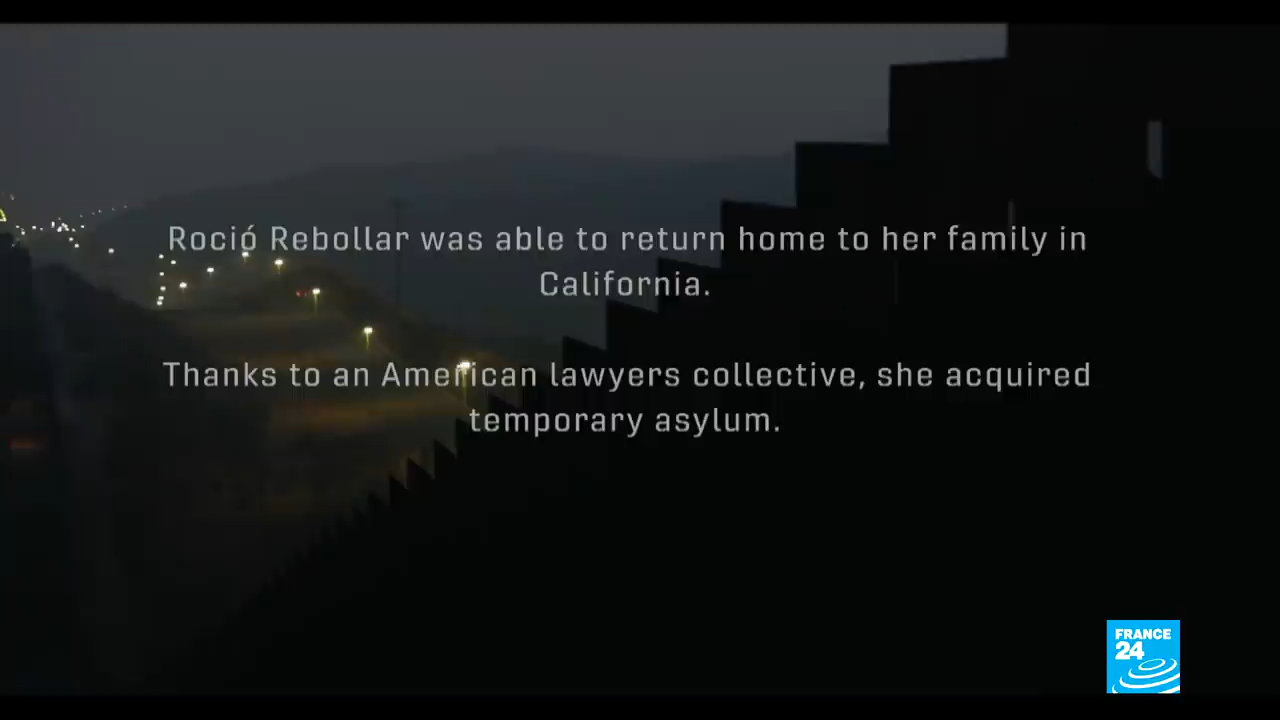 Roció Rebollar was able to return home to her family in
California.
Thanks to an American lawyers collective, she acquired
temporary asylum.
FRANCE
24